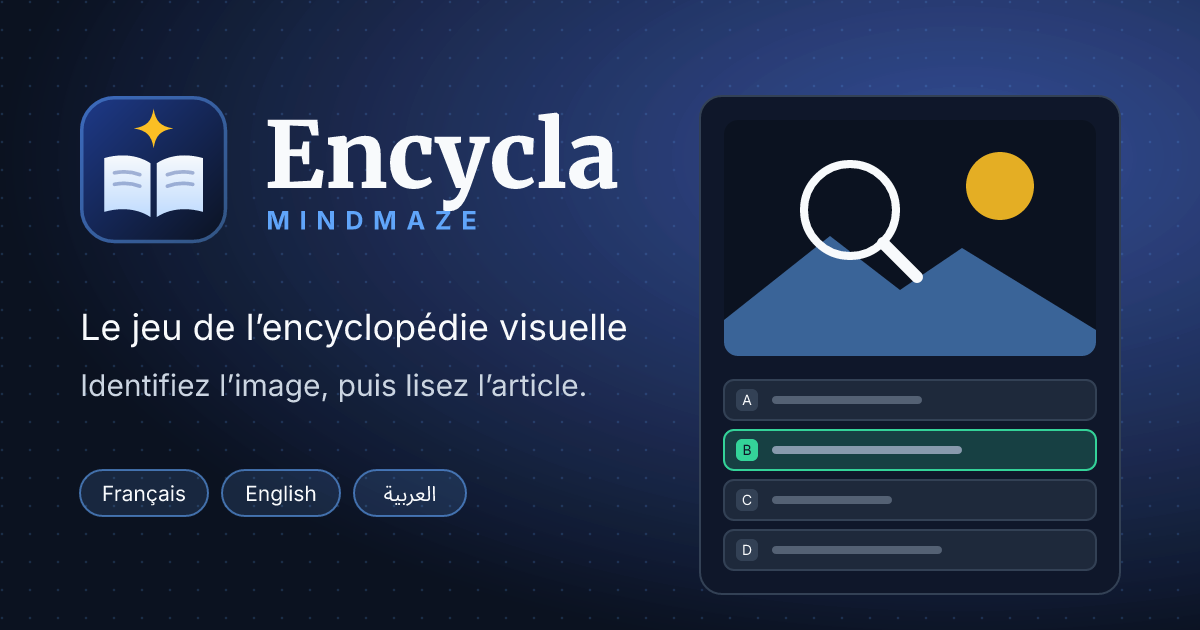 Encycla
MINDMAZE
Le jeu de l’encyclopédie visuelle
Identifiez l’image, puis lisez l’article.
Français English العربية
A
B
C
D